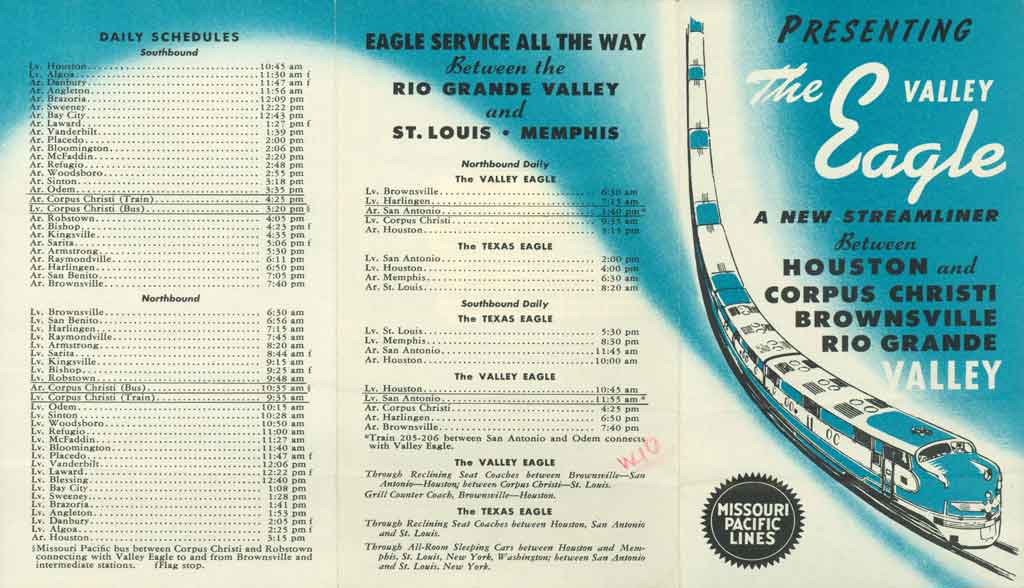 DAILY SCHEDULES
Southbound
Lv. Houston 10:45 am
Lv. Algoa 11:30 am f
Ar. Danbury 11:47 am f
Ar. Angleton 11:56 am
Ar. Brazoria 12:09 pm
Ar. Sweeney 12:22 pm
Ar. Bay City 12:43 pm
Ar. Laward 1:27 pm f
Ar. Vanderbilt 1:39 pm
Ar. Placedo 2:00 pm
Ar. Bloomington 2:06 pm
Ar. McFaddin 2:20 pm
Ar. Refugio 2:48 pm
Ar. Woodsboro 2:55 pm
Ar. Sinton 3:18 pm
Ar. Odem 3:35 pm
Ar. Corpus Christi (Train) 4:25 pm
Lv. Corpus Christi (Bus) 3:20 pm §
Ar. Robstown 4:05 pm
Ar. Bishop 4:23 pm f
Ar. Kingsville 4:35 pm
Ar. Sarita 5:06 pm f
Ar. Armstrong 5:30 pm
Ar. Raymondville 6:11 pm
Ar. Harlingen 6:50 pm
Ar. San Benito 7:05 pm
Ar. Brownsville 7:40 pm
Northbound
Lv. Brownsville 6:30 am
Lv. San Benito 6:56 am
Lv. Harlingen 7:15 am
Lv. Raymondville 7:45 am
Lv. Armstrong 8:20 am
Lv. Sarita 8:44 am f
Lv. Kingsville 9:15 am
Lv. Bishop 9:25 am f
Lv. Robstown 9:48 am
Ar. Corpus Christi (Bus) 10:35 am §
Lv. Corpus Christi (Train) 9:35 am
Lv. Odem 10:15 am
Lv. Sinton 10:28 am
Lv. Woodsboro 10:50 am
Lv. Refugio 11:00 am
Lv. McFaddin 11:27 am
Lv. Bloomington 11:40 am
Lv. Placedo 11:47 am f
Lv. Vanderbilt 12:06 pm
Lv. Laward 12:22 pm f
Lv. Blessing 12:40 pm
Lv. Bay City 1:08 pm
Lv. Sweeney 1:28 pm
Lv. Brazoria 1:41 pm
Lv. Angleton 1:53 pm
Lv. Danbury 2:05 pm f
Lv. Algoa 2:25 pm f
Ar. Houston 3:15 pm
§Missouri Pacific bus between Corpus Christi and Robstown
connecting with Valley Eagle to and from Brownsville and
intermediate stations. fFlag stop.
EAGLE SERVICE ALL THE WAY
Between the
RIO GRANDE VALLEY
and
ST. LOUIS • MEMPHIS
Northbound Daily
The VALLEY EAGLE
Lv. Brownsville 6:30 am
Lv. Harlingen 7:15 am
Ar. San Antonio 1:40 pm*
Lv. Corpus Christi 9:35 am
Ar. Houston 3:15 pm
The TEXAS EAGLE
Lv. San Antonio 2:00 pm
Lv. Houston 4:00 pm
Ar. Memphis 6:30 am
Ar. St. Louis 8:20 am
Southbound Daily
The TEXAS EAGLE
Lv. St. Louis 5:30 pm
Lv. Memphis 8:30 pm
Ar. San Antonio 11:45 am
Ar. Houston 10:00 am
The VALLEY EAGLE
Lv. Houston 10:45 am
Lv. San Antonio 11:55 am*
Ar. Corpus Christi 4:25 pm
Ar. Harlingen 6:50 pm
Ar. Brownsville 7:40 pm
*Train 205-206 between San Antonio and Odem connects
with Valley Eagle.
W10
The VALLEY EAGLE
Through Reclining Seat Coaches between Brownsville—San
Antonio—Houston; between Corpus Christi—St. Louis.
Grill Counter Coach, Brownsville—Houston.
The TEXAS EAGLE
Through Reclining Seat Coaches between Houston, San Antonio
and St. Louis.
Through All-Room Sleeping Cars between Houston and Mem-
phis, St. Louis, New York, Washington; between San Antonio
and St. Louis, New York.
PRESENTING
The VALLEY
Eagle
A NEW STREAMLINER
Between
HOUSTON and
CORPUS CHRISTI
BROWNSVILLE
RIO GRANDE
VALLEY
MISSOURI
PACIFIC
LINES